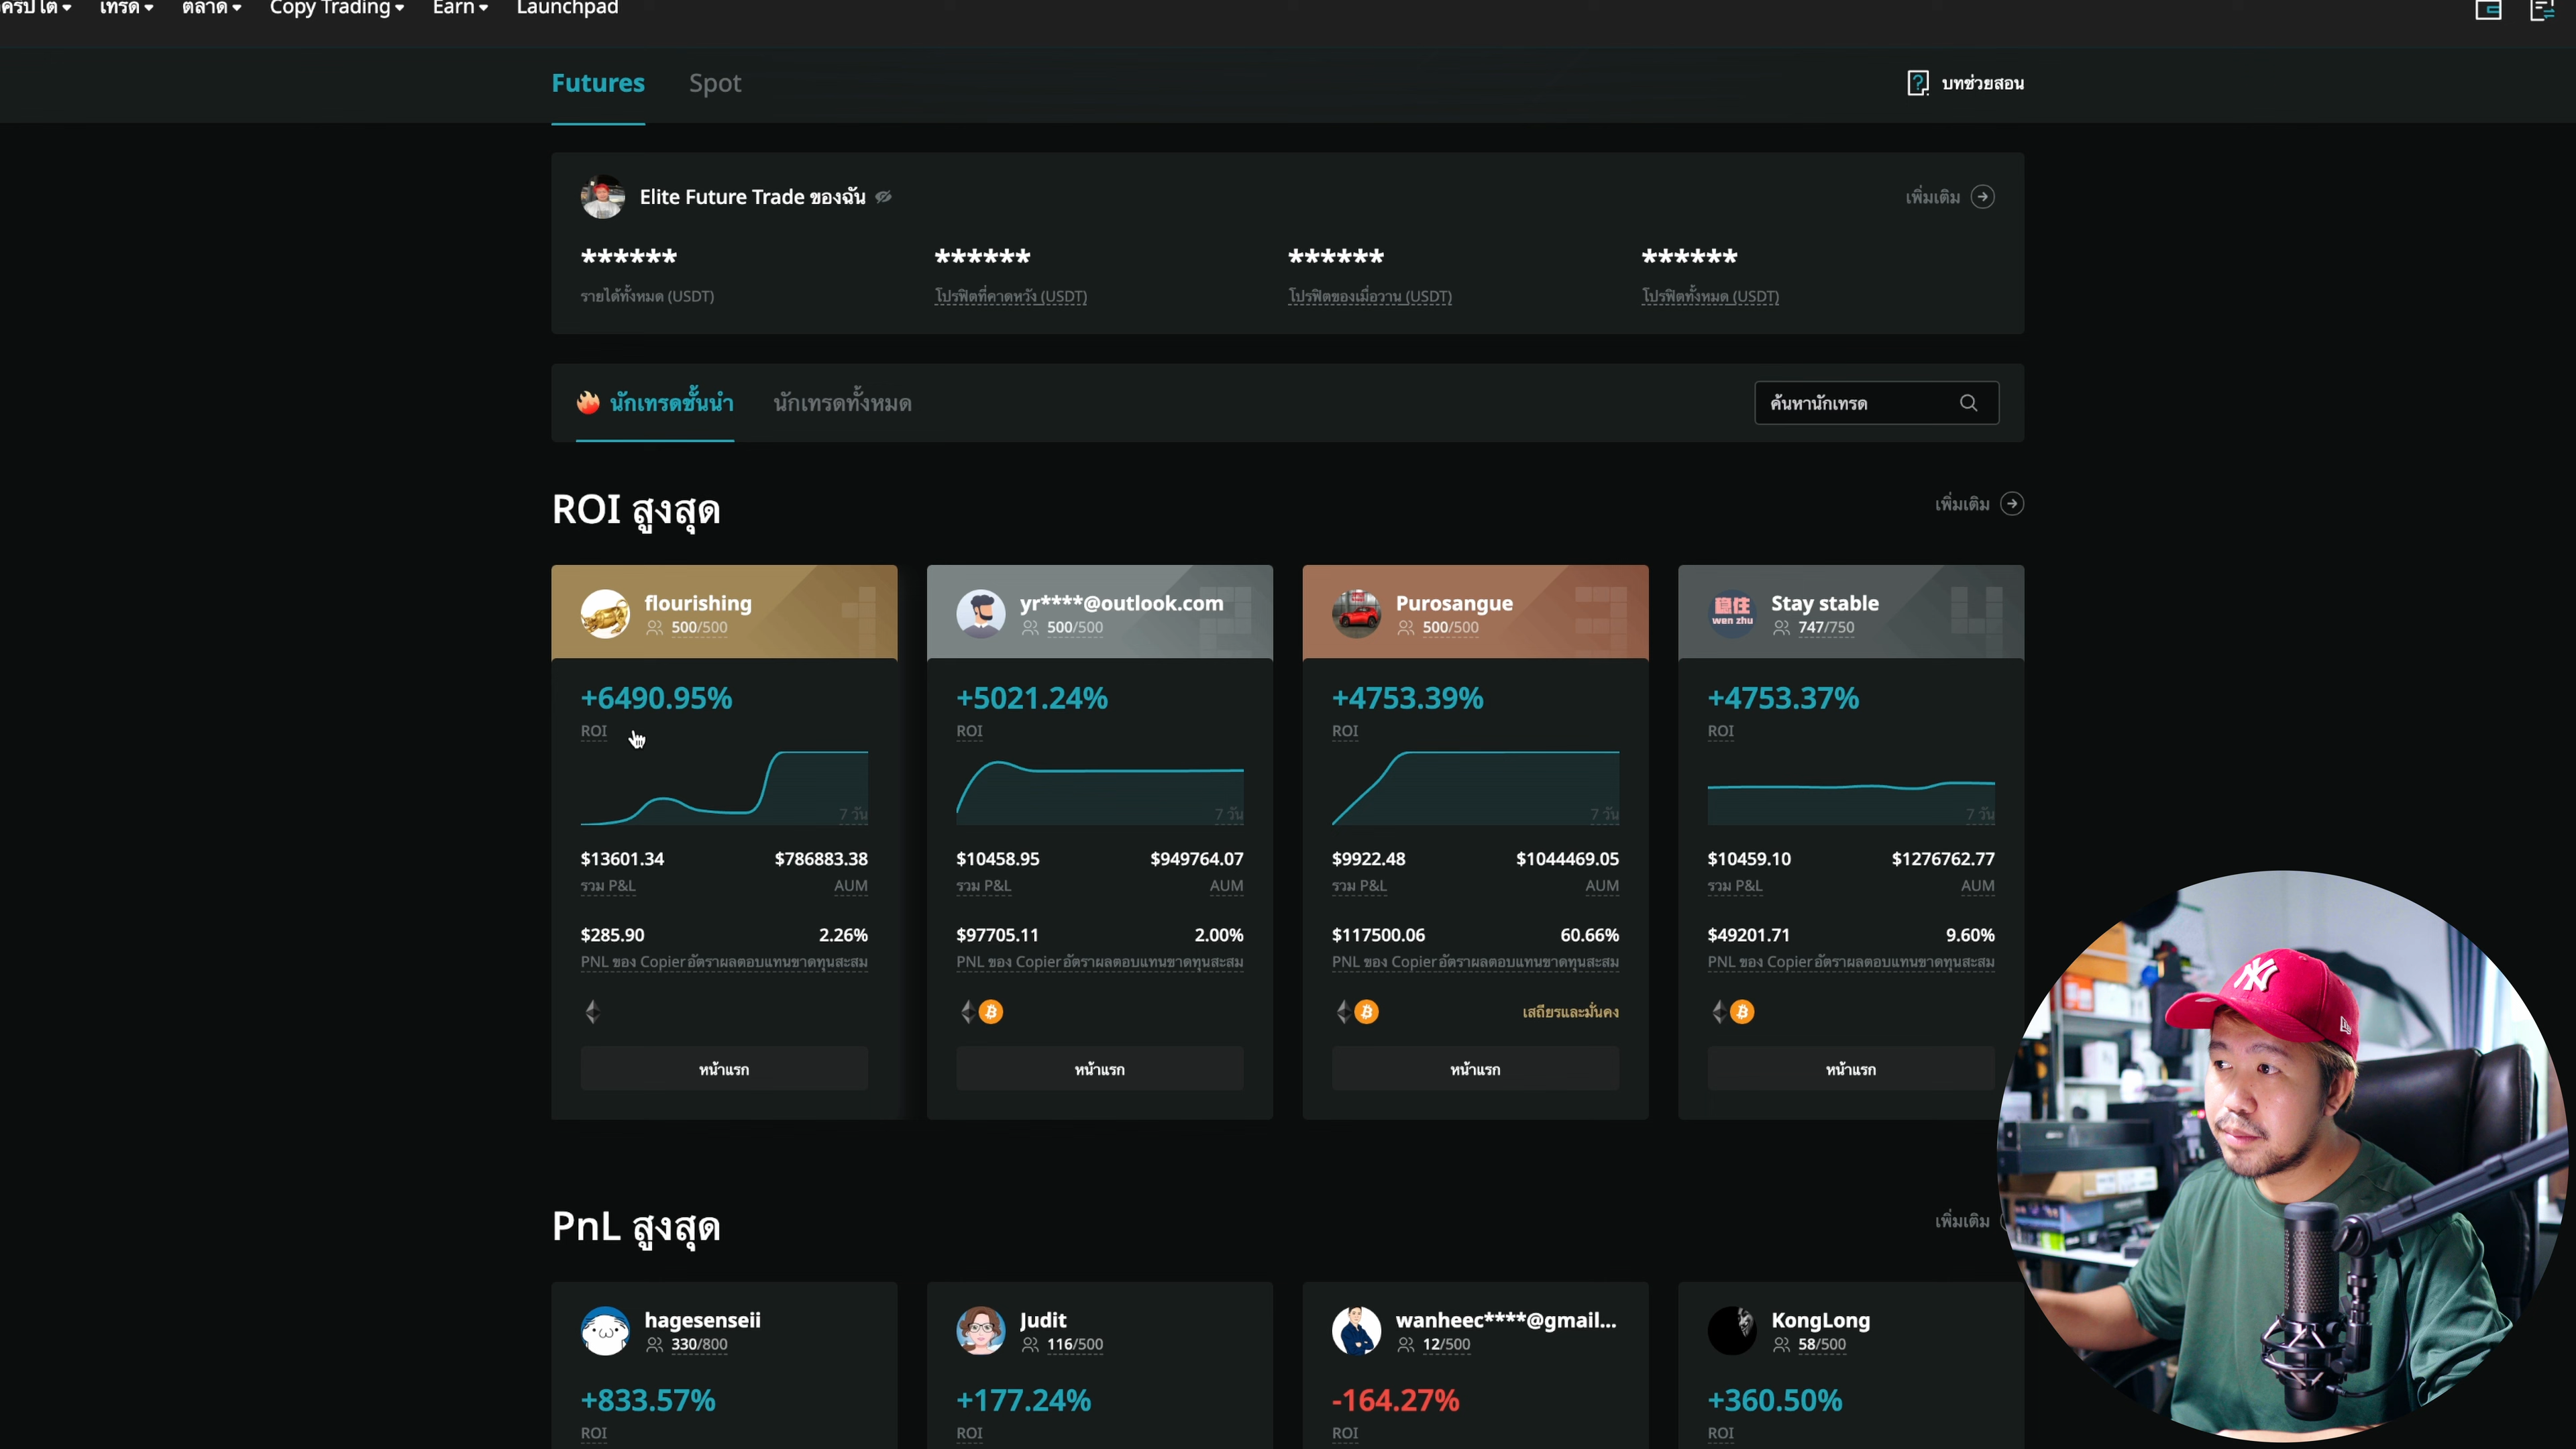 เทรด ตลาด Copy Trading Earn Launchpad
Futures Spot บทช่วยสอน
Elite Future Trade ของฉัน เพิ่มเติม
****** ****** ****** ******
รายได้ทั้งหมด (USDT) โปรฟิตที่คาดหวัง (USDT) โปรฟิตของเมื่อวาน (USDT) โปรฟิตทั้งหมด (USDT)
นักเทรดชั้นนำ นักเทรดทั้งหมด ค้นหานักเทรด
ROI สูงสุด เพิ่มเติม
flourishing yr****@outlook.com Purosangue Stay stable
500/500 500/500 500/500 747/750
+6490.95% +5021.24% +4753.39% +4753.37%
ROI ROI ROI ROI
7 วัน 7 วัน 7 วัน 7 วัน
$13601.34 $786883.38 $10458.95 $949764.07 $9922.48 $1044469.05 $10459.10 $1276762.77
รวม P&L AUM รวม P&L AUM รวม P&L AUM รวม P&L AUM
$285.90 2.26% $97705.11 2.00% $117500.06 60.66% $49201.71 9.60%
PNL ของ Copier อัตราผลตอบแทนขาดทุนสะสม PNL ของ Copier อัตราผลตอบแทนขาดทุนสะสม PNL ของ Copier อัตราผลตอบแทนขาดทุนสะสม PNL ของ Copier อัตราผลตอบแทนขาดทุนสะสม
เสถียรและมั่นคง
หน้าแรก หน้าแรก หน้าแรก หน้าแรก
PnL สูงสุด เพิ่มเติม
hagesenseii Judit wanheec****@gmail... KongLong
330/800 116/500 12/500 58/500
+833.57% +177.24% -164.27% +360.50%
ROI ROI ROI ROI
稳住
wen zhu
NY